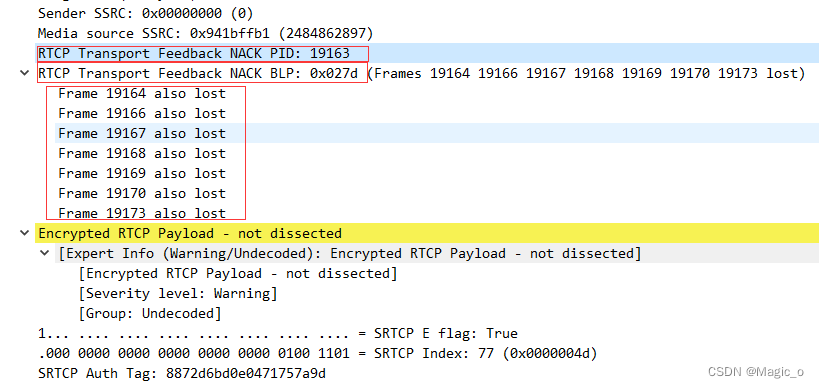 Sender SSRC: 0x00000000 (0)
Media source SSRC: 0x941bffb1 (2484862897)
RTCP Transport Feedback NACK PID: 19163
RTCP Transport Feedback NACK BLP: 0x027d (Frames 19164 19166 19167 19168 19169 19170 19173 lost)
Frame 19164 also lost
Frame 19166 also lost
Frame 19167 also lost
Frame 19168 also lost
Frame 19169 also lost
Frame 19170 also lost
Frame 19173 also lost
Encrypted RTCP Payload - not dissected
[Expert Info (Warning/Undecoded): Encrypted RTCP Payload - not dissected]
[Encrypted RTCP Payload - not dissected]
[Severity level: Warning]
[Group: Undecoded]
1... .... .... .... .... .... .... .... = SRTCP E flag: True
.000 0000 0000 0000 0000 0000 0100 1101 = SRTCP Index: 77 (0x0000004d)
SRTCP Auth Tag: 8872d6bd0e0471757a9d
CSDN @Magic_o